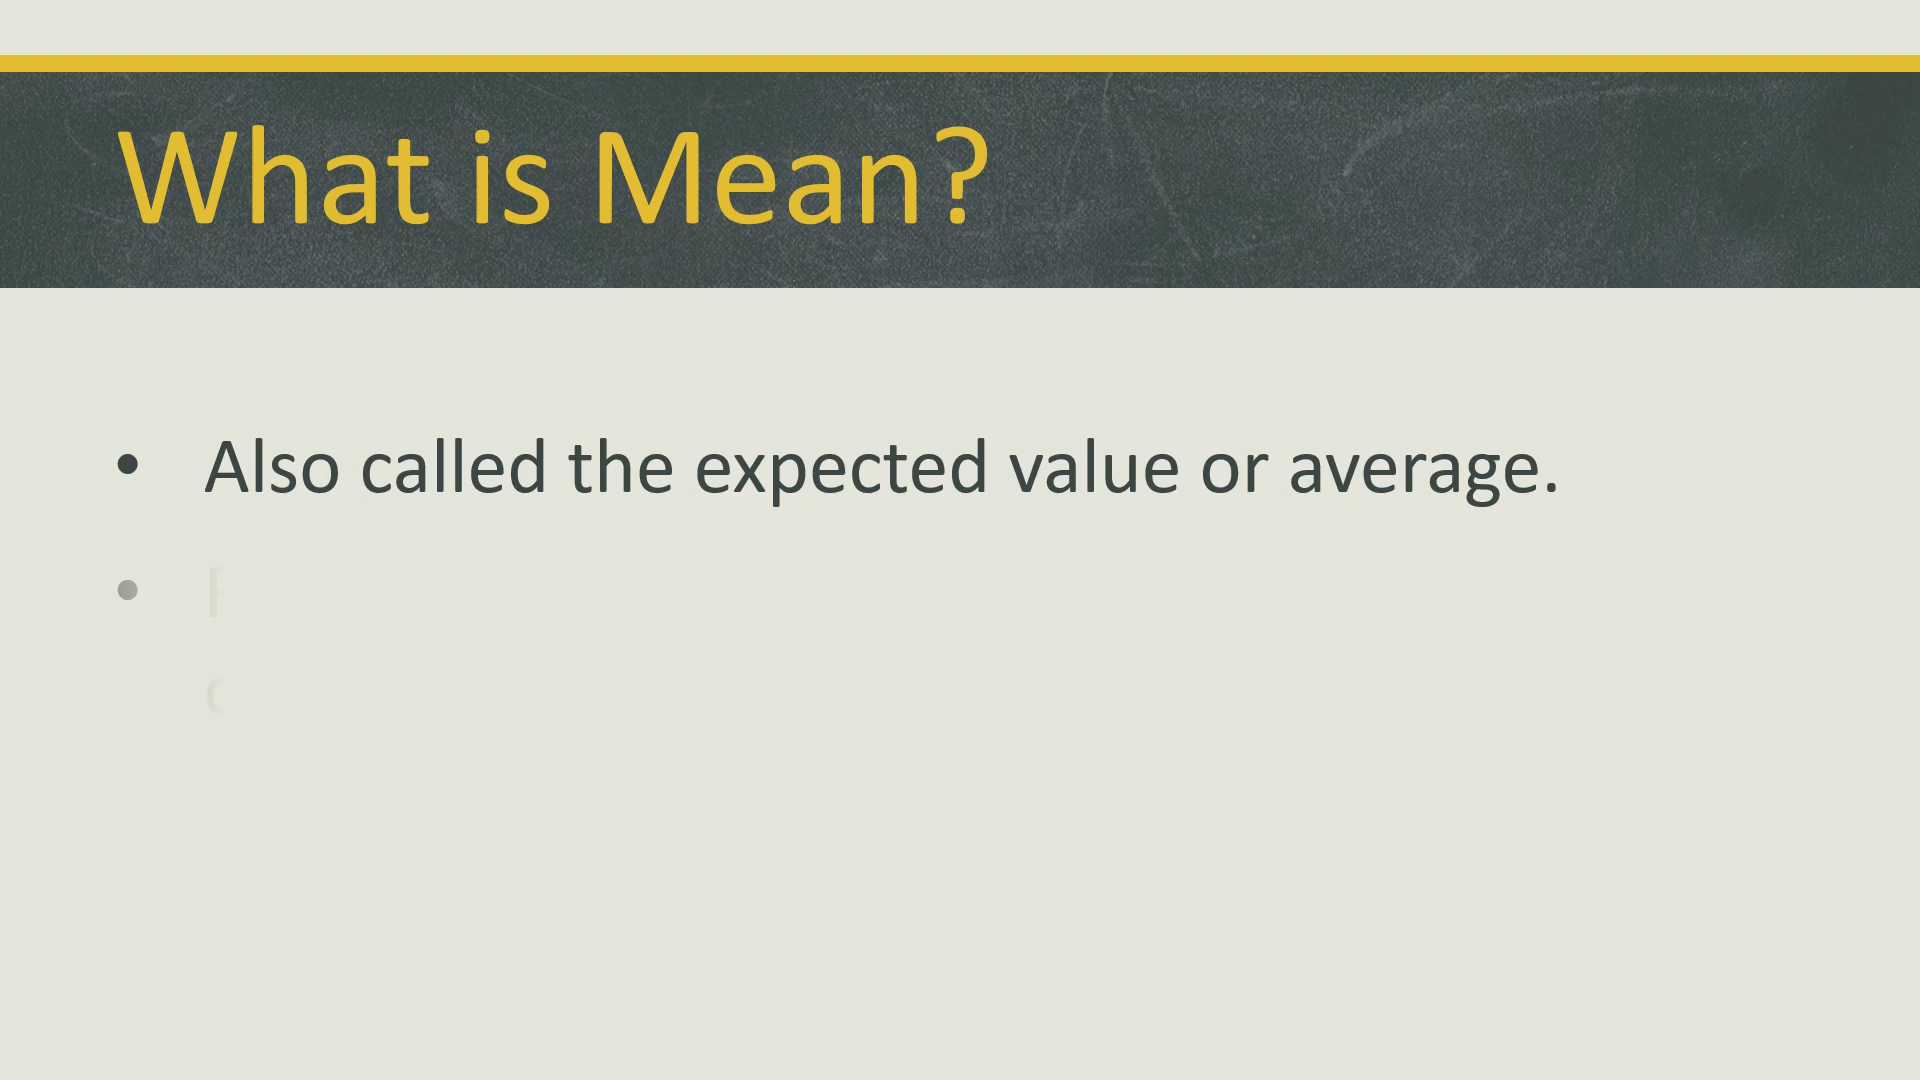 What is Mean?
• Also called the expected value or average.
•